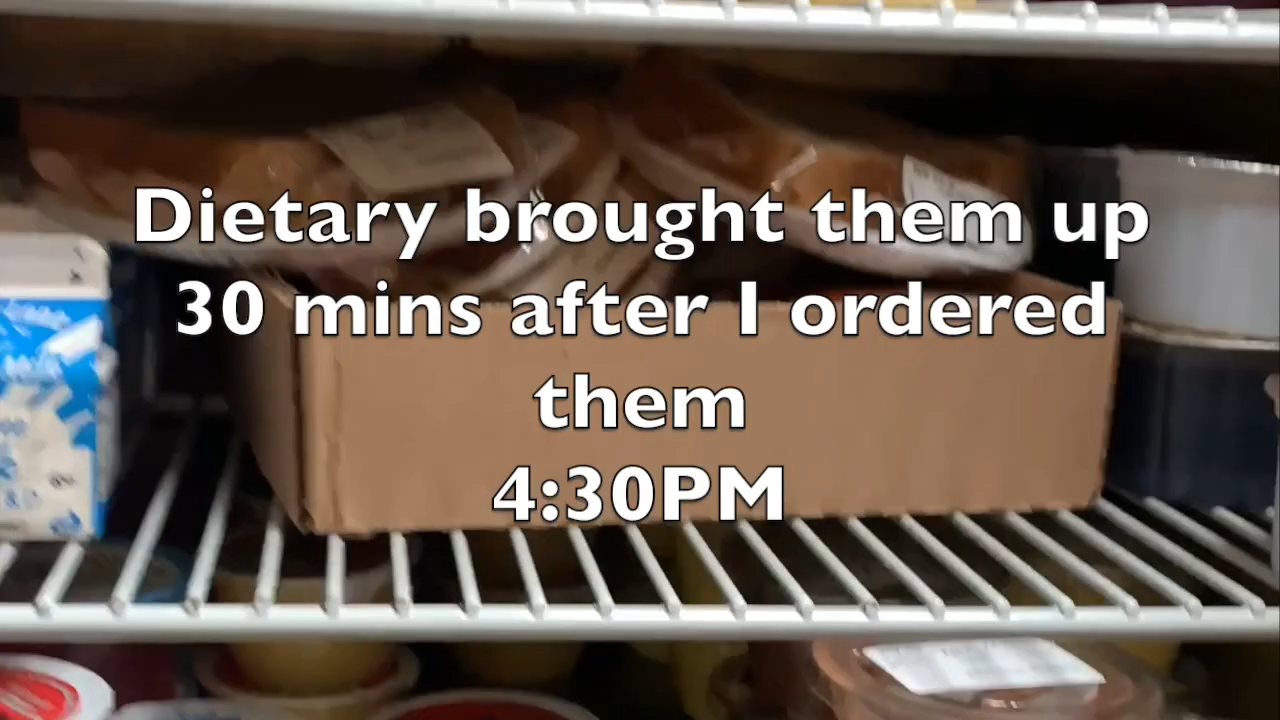 Dietary brought them up
30 mins after I ordered
them
4:30PM